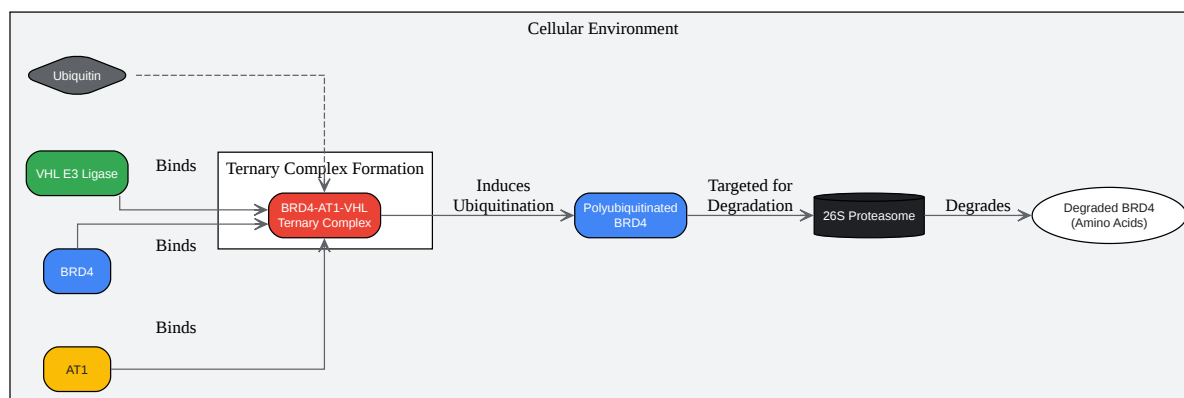 Cellular Environment
Ubiquitin
VHL E3 Ligase
Binds
Ternary Complex Formation
BRD4-AT1-VHL
Ternary Complex
Induces
Ubiquitination
Polyubiquitinated
BRD4
Targeted for
Degradation
26S Proteasome
Degrades
Degraded BRD4
(Amino Acids)
Binds
BRD4
Binds
AT1